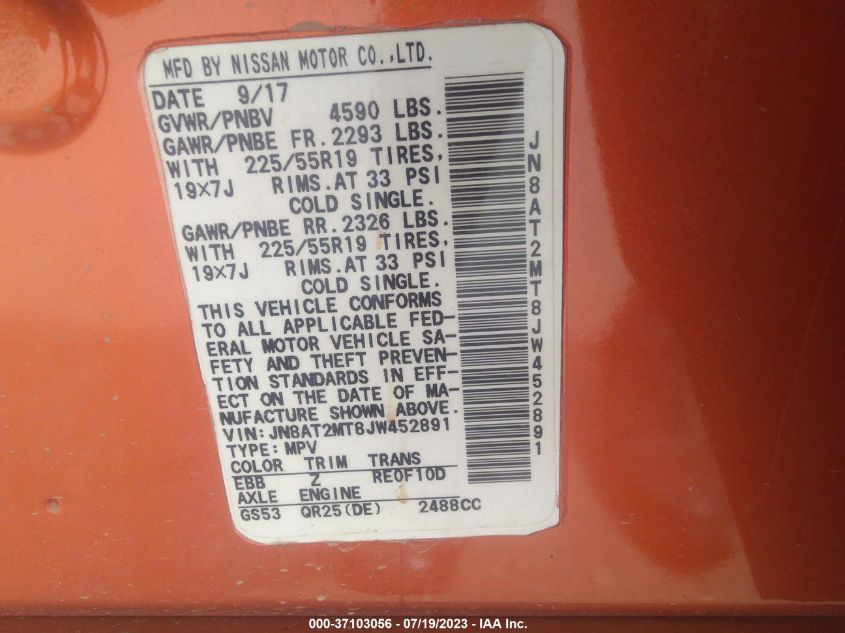 MFD BY NISSAN MOTOR CO.,LTD.
DATE 9/17
GVWR/PNBV 4590 LBS.
GAWR/PNBE FR.2293 LBS.
WITH 225/55R19 TIRES,
19X7J RIMS.AT 33 PSI
COLD SINGLE.
GAWR/PNBE RR.2326 LBS.
WITH 225/55R19 TIRES,
19X7J RIMS.AT 33 PSI
COLD SINGLE.
THIS VEHICLE CONFORMS
TO ALL APPLICABLE FED-
ERAL MOTOR VEHICLE SA-
FETY AND THEFT PREVEN-
TION STANDARDS IN EFF-
ECT ON THE DATE OF MA-
NUFACTURE SHOWN ABOVE.
VIN:JN8AT2MT8JW452891
TYPE:MPV
COLOR TRIM TRANS
EBB Z RE0F10D
AXLE ENGINE
GS53 QR25(DE) 2488CC
JN8AT2MT8JW452891
000-37103056 - 07/19/2023 - IAA Inc.